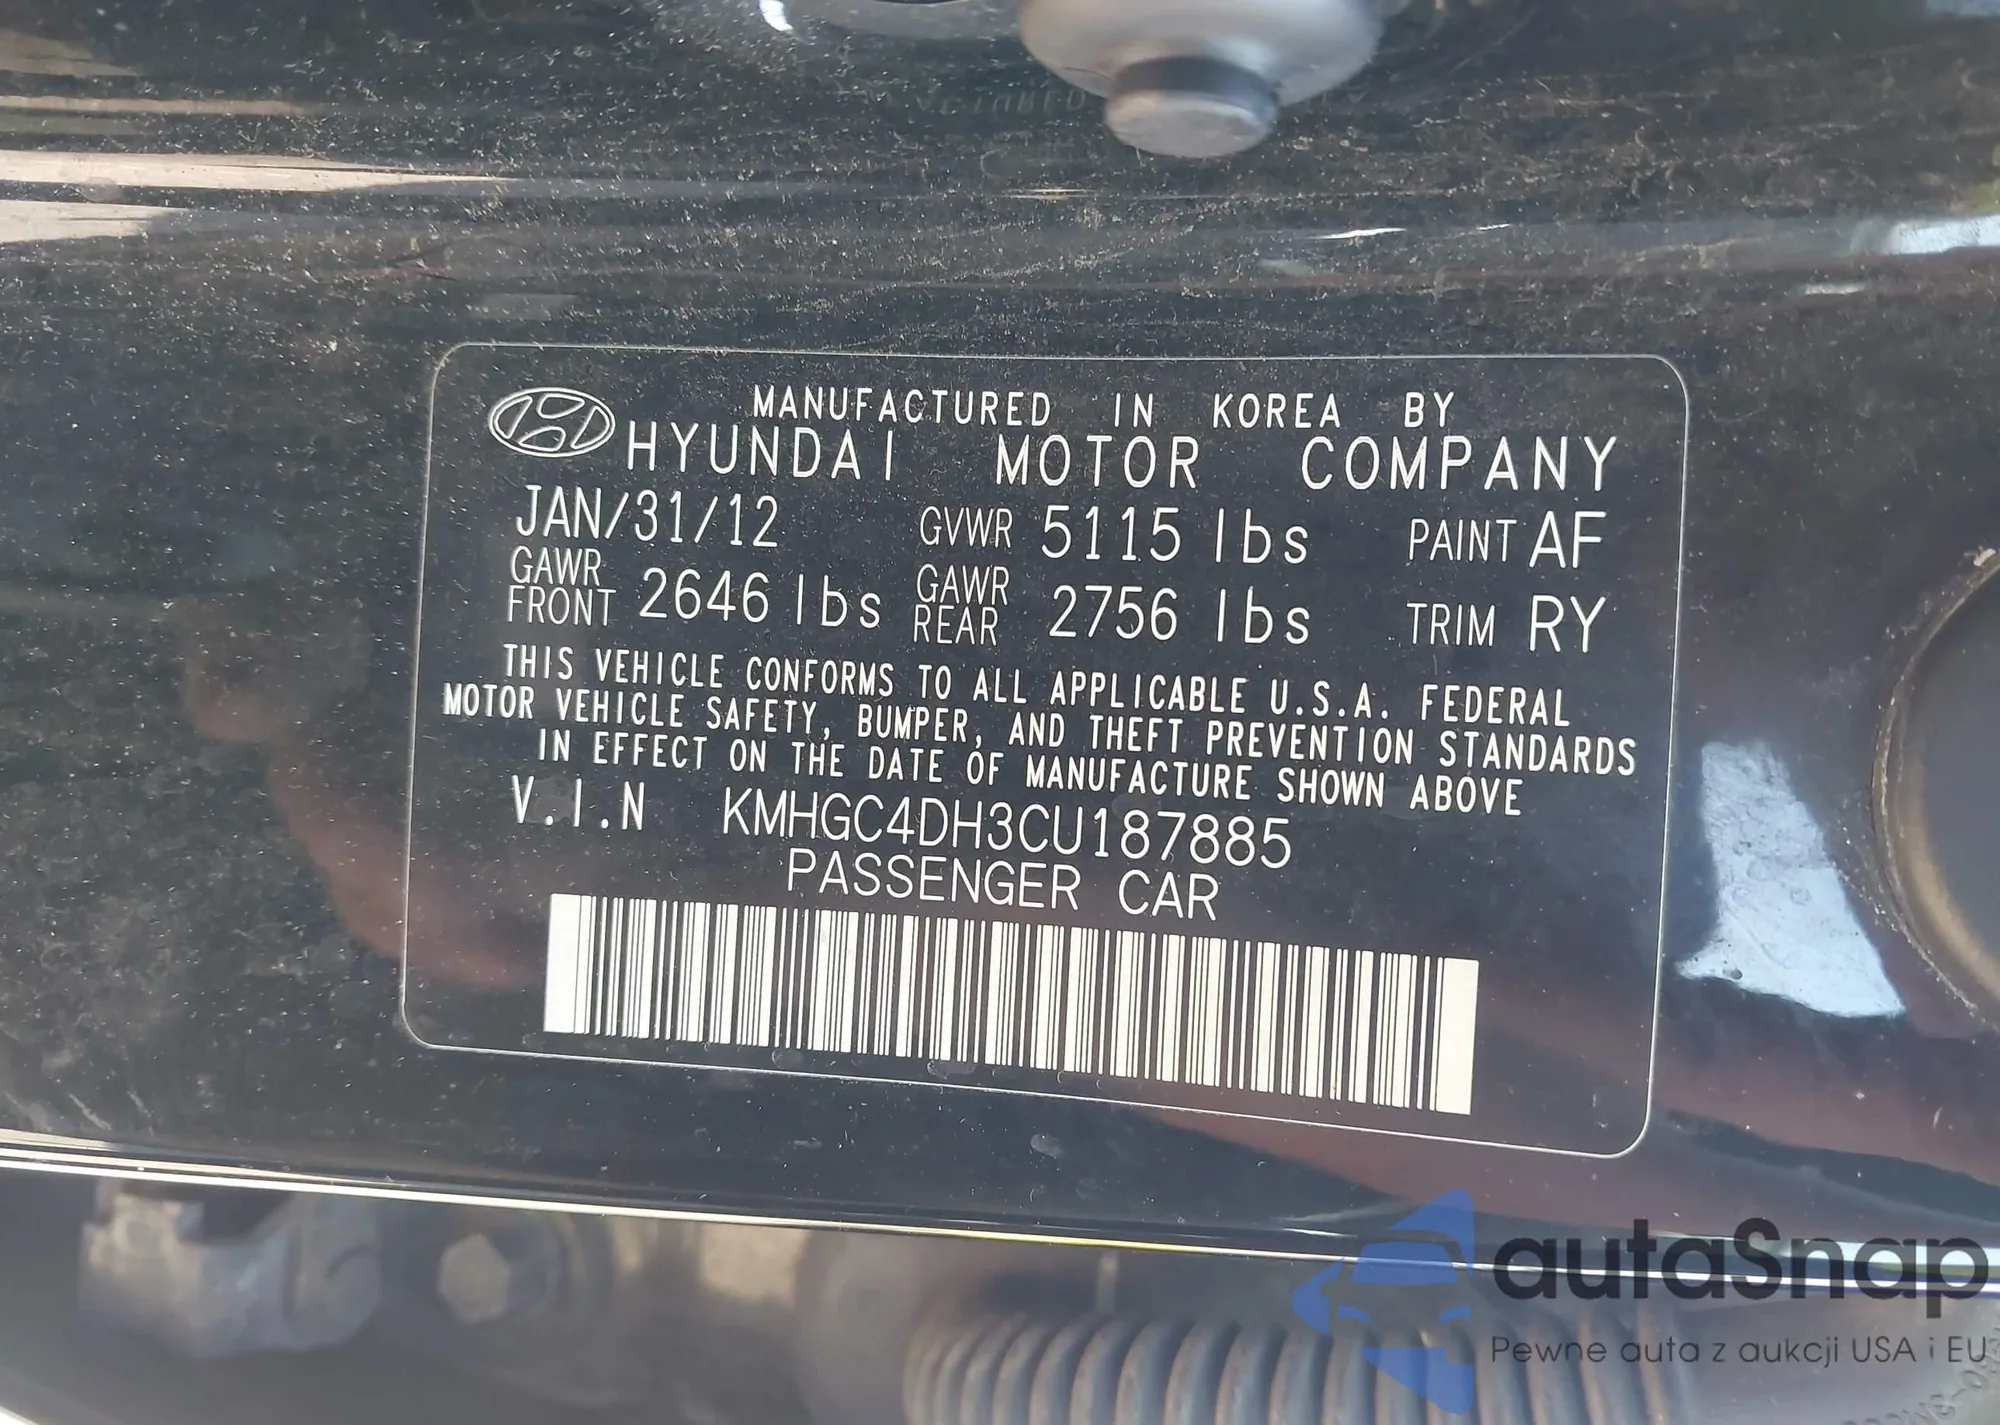 MANUFACTURED IN KOREA BY
HYUNDAI MOTOR COMPANY
JAN/31/12 GVWR 5115 lbs PAINT AF
GAWR FRONT 2646 lbs GAWR REAR 2756 lbs TRIM RY
THIS VEHICLE CONFORMS TO ALL APPLICABLE U.S.A. FEDERAL
MOTOR VEHICLE SAFETY, BUMPER, AND THEFT PREVENTION STANDARDS
IN EFFECT ON THE DATE OF MANUFACTURE SHOWN ABOVE
V.I.N KMHGC4DH3CU187885
PASSENGER CAR
autaSnap
Pewne auta z aukcji USA i EU